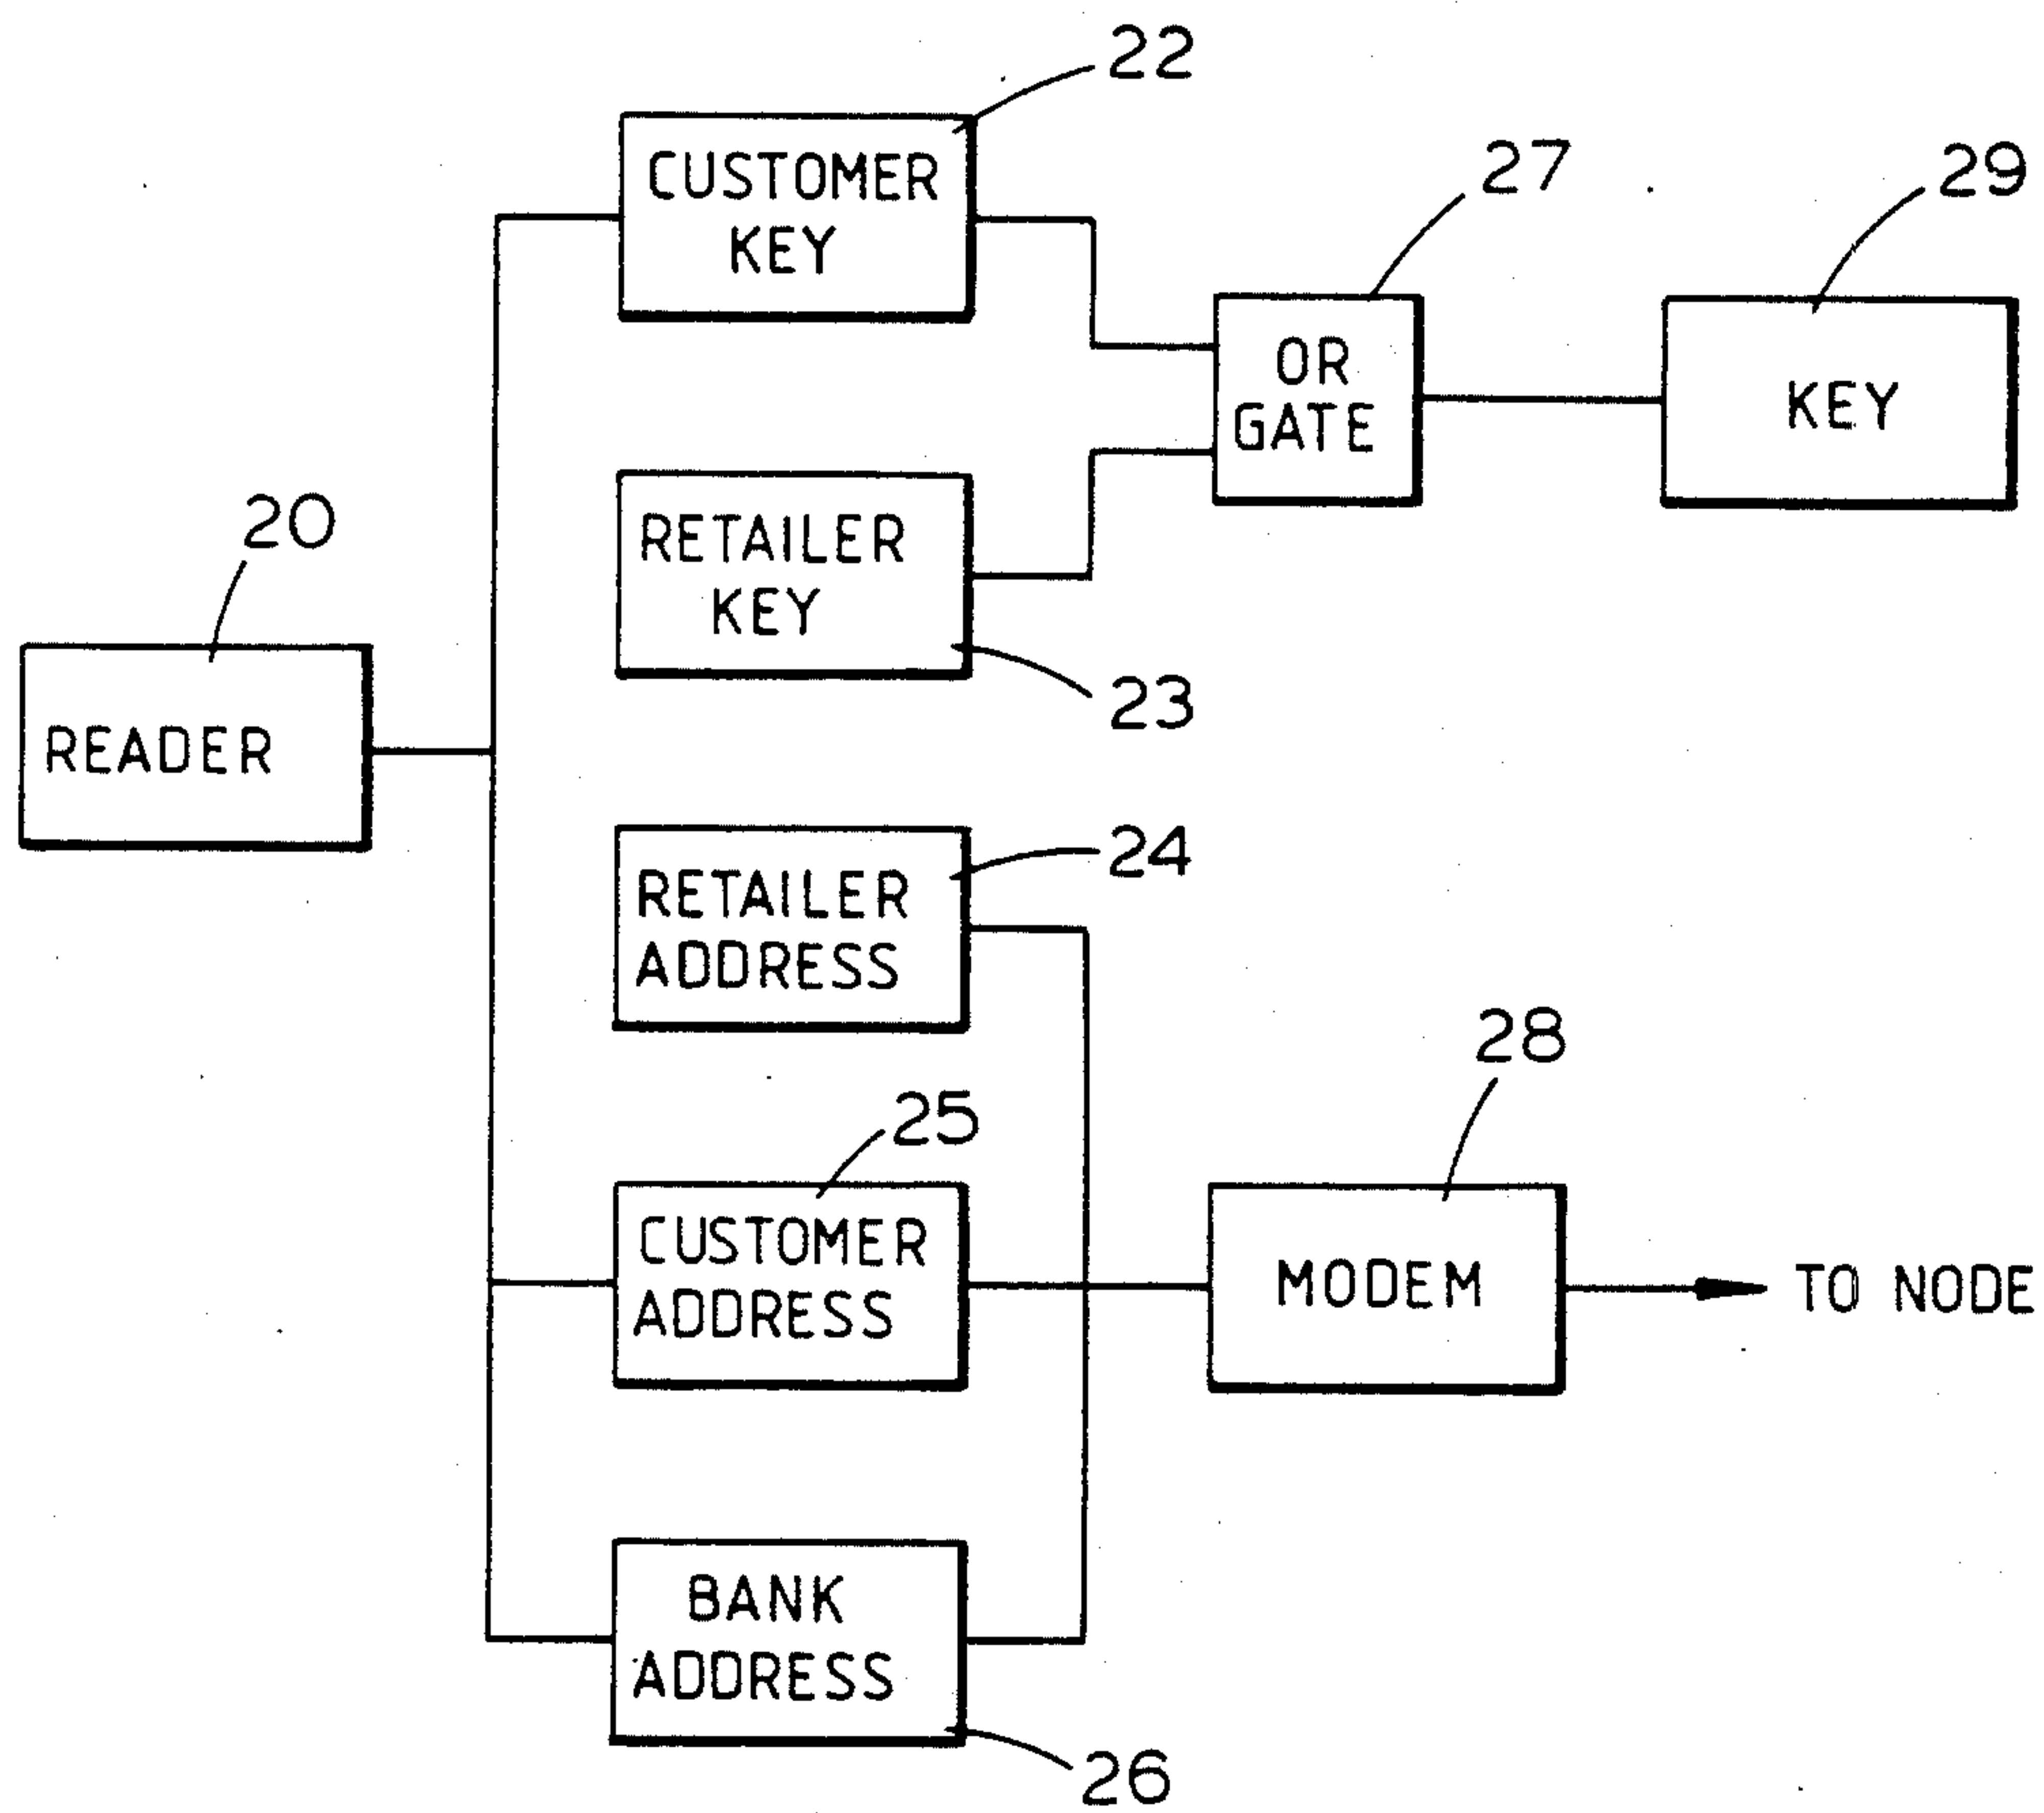 22
CUSTOMER
KEY
27
29
OR
GATE
KEY
RETAILER
KEY
20
23
READER
24
RETAILER
ADDRESS
28
25
CUSTOMER
ADDRESS
MODEM
TO NODE
BANK
ADDRESS
26